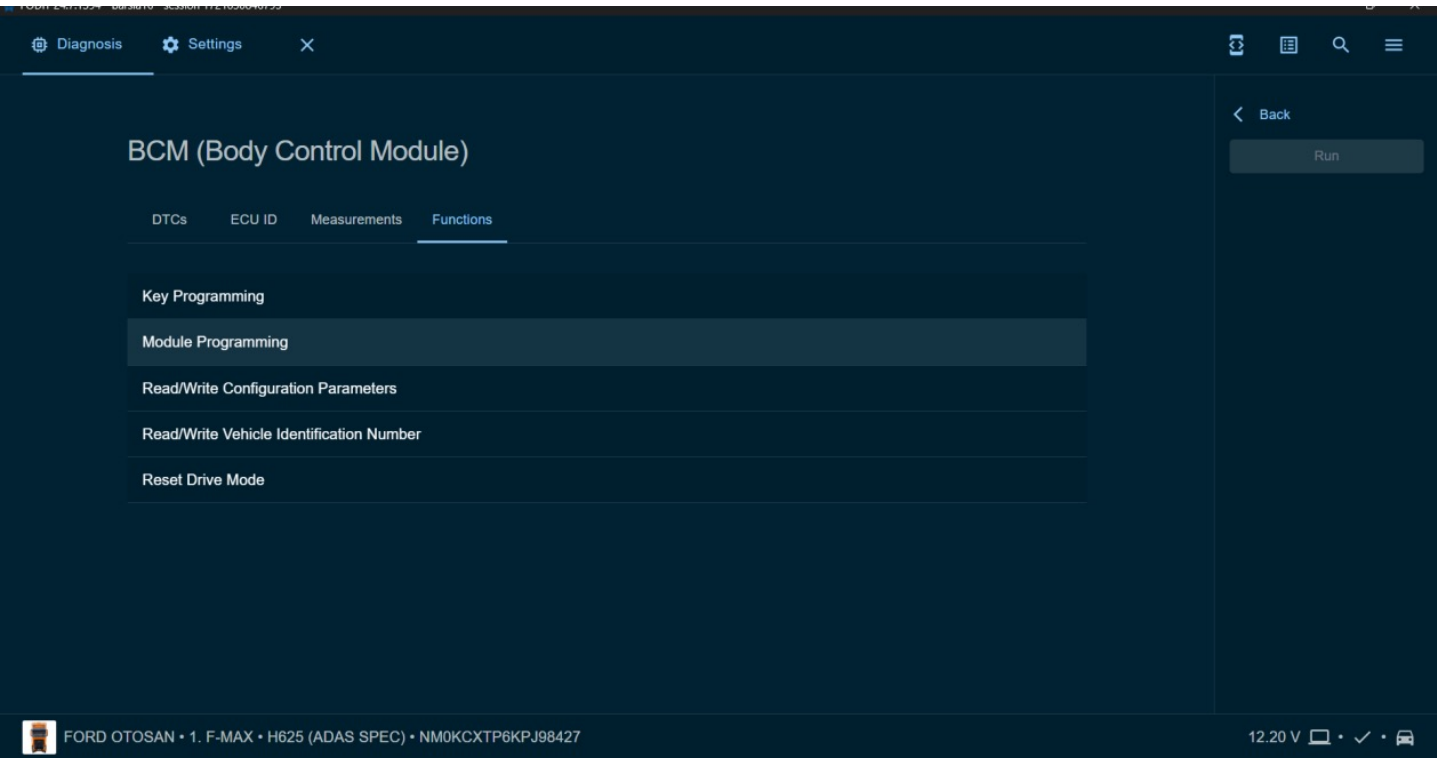 Diagnosis Settings
Back
Run
BCM (Body Control Module)
DTCs ECU ID Measurements Functions
Key Programming
Module Programming
Read/Write Configuration Parameters
Read/Write Vehicle Identification Number
Reset Drive Mode
FORD OTOSAN • 1. F-MAX • H625 (ADAS SPEC) • NM0KCXTP6KPJ98427
12.20 V